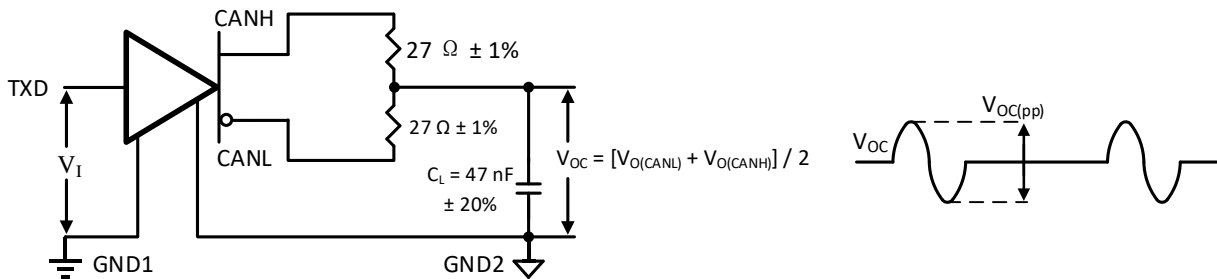 CANH
27 Ω ± 1%
TXD
V_I
27 Ω ± 1%
CANL
C_L = 47 nF
± 20%
V_OC = [V_O(CANL) + V_O(CANH)] / 2
GND1
GND2
V_OC(pp)
V_OC